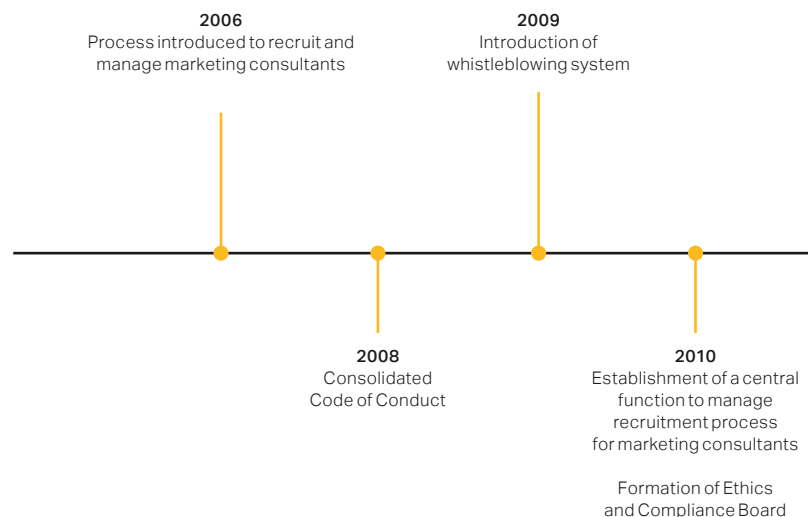 2006
Process introduced to recruit and
manage marketing consultants
2009
Introduction of
whistleblowing system
2008
Consolidated
Code of Conduct
2010
Establishment of a central
function to manage
recruitment process
for marketing consultants
Formation of Ethics
and Compliance Board